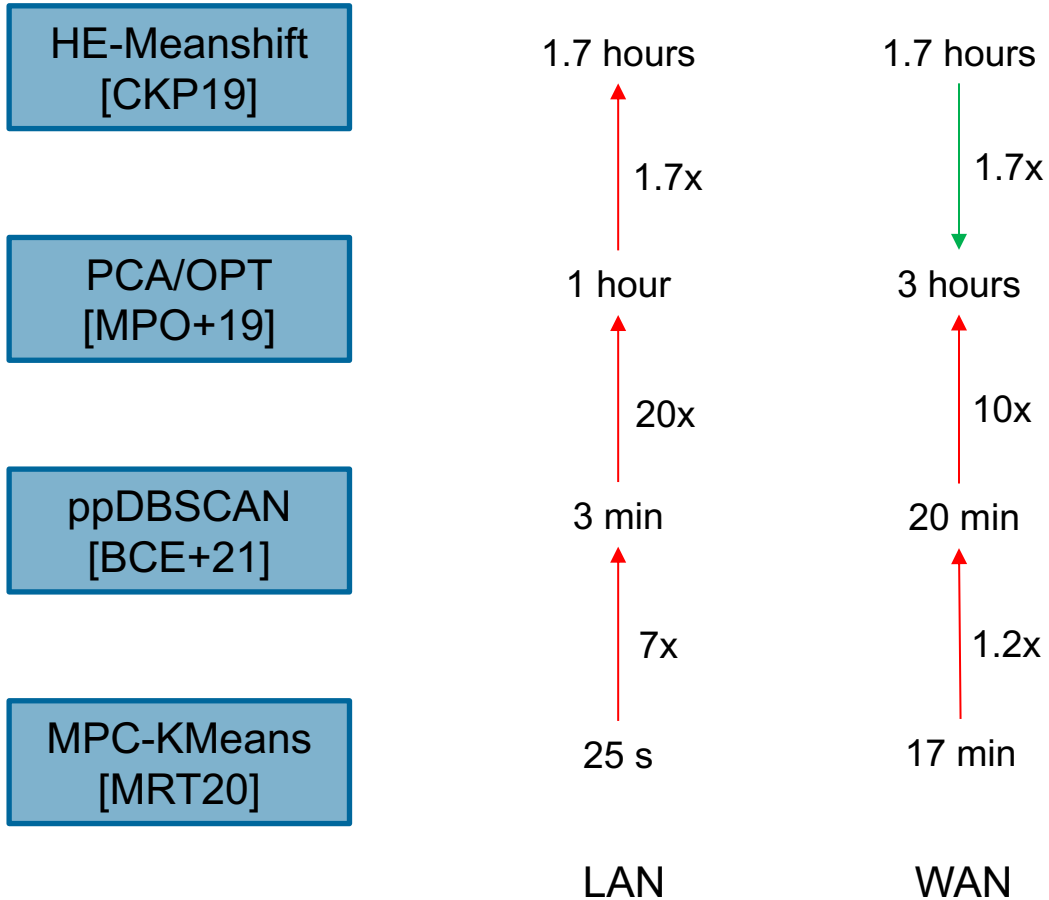 HE-Meanshift
[CKP19]
1.7 hours
1.7 hours
1.7x
1.7x
PCA/OPT
[MPO+19]
1 hour
3 hours
20x
10x
ppDBSCAN
[BCE+21]
3 min
20 min
7x
1.2x
MPC-KMeans
[MRT20]
25 s
17 min
LAN
WAN